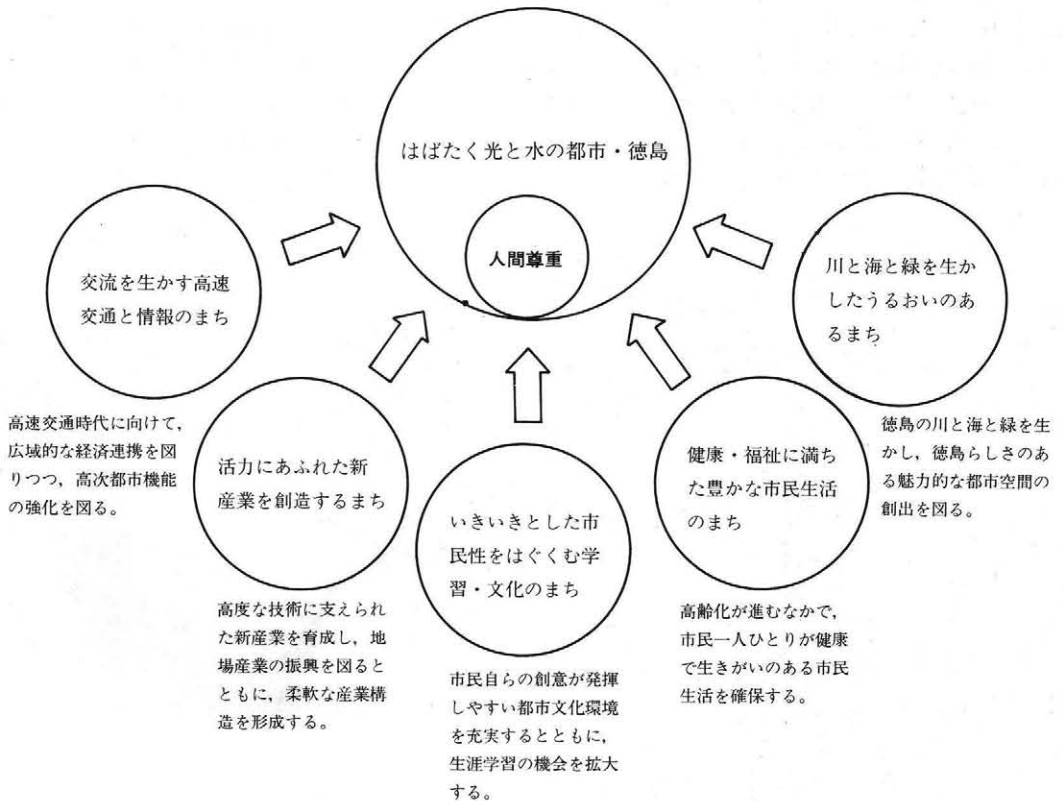 はばたく光と水の都市・徳島
人間尊重
交流を生かす高速
交通と情報のまち
高速交通時代に向けて，
広域的な経済連携を図
りつつ，高次都市機能
の強化を図る。
活力にあふれた新
産業を創造するまち
高度な技術に支えられ
た新産業を育成し，地
場産業の振興を図ると
ともに，柔軟な産業構
造を形成する。
いきいきとした市
民性をはぐくむ学
習・文化のまち
市民自らの創意が発揮
しやすい都市文化環境
を充実するとともに，
生涯学習の機会を拡大
する。
健康・福祉に満ち
た豊かな市民生活
のまち
高齢化が進むなかで，
市民一人ひとりが健康
で生きがいのある市民
生活を確保する。
川と海と緑を生か
したうるおいのあ
るまち
徳島の川と海と緑を生
かし，徳島らしさのあ
る魅力的な都市空間の
創出を図る。